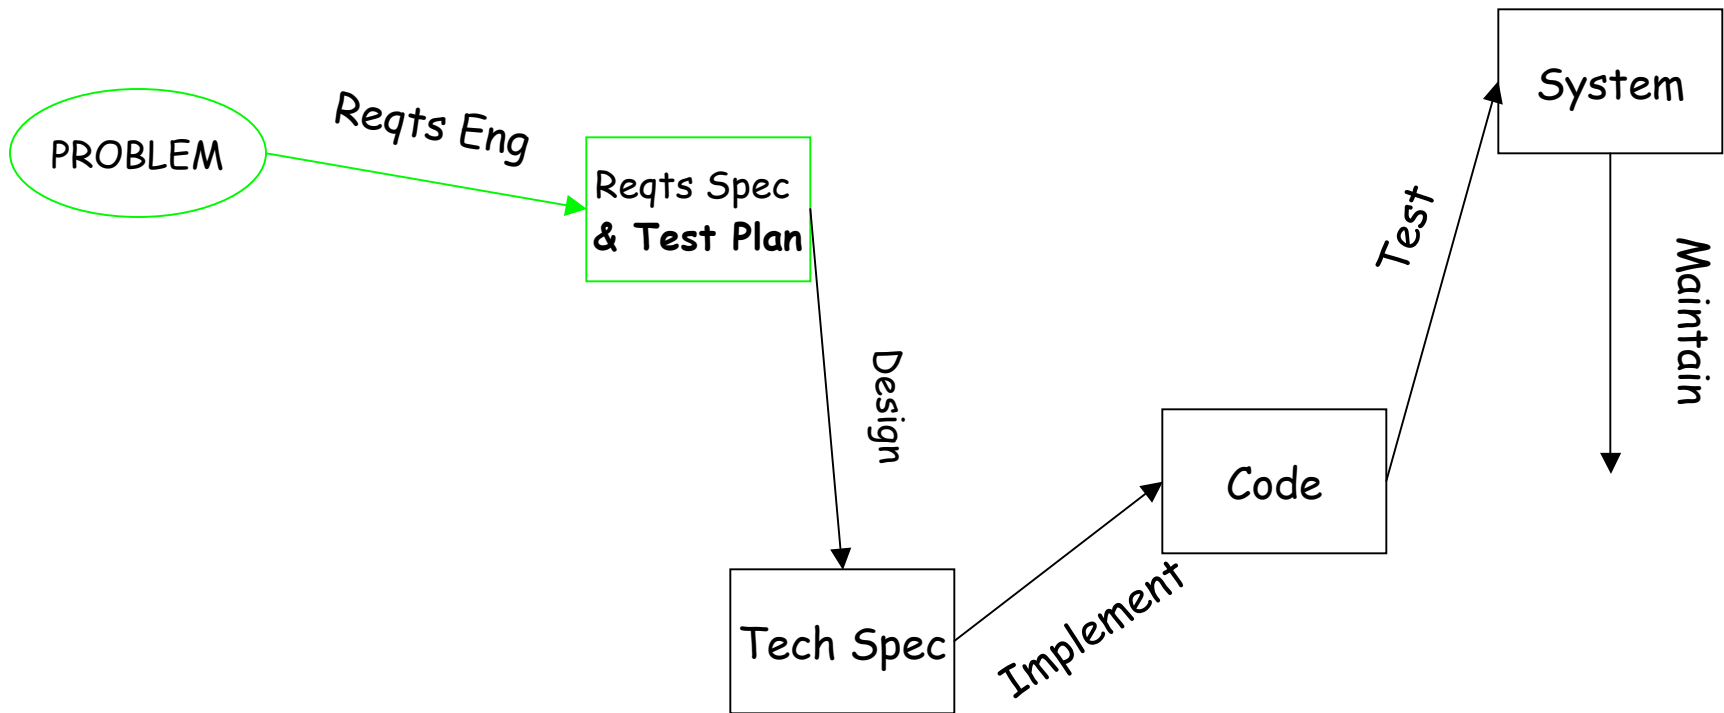 PROBLEM
Reqts Eng
Reqts Spec
& Test Plan
Design
Tech Spec
Implement
Code
Test
System
Maintain